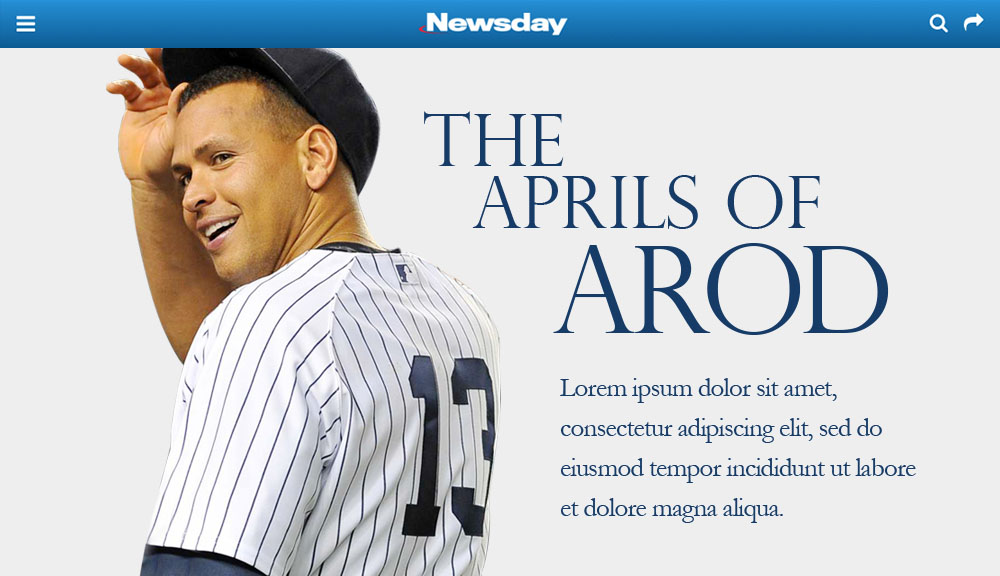 Newsday
THE
APRILS OF
AROD
13
Lorem ipsum dolor sit amet,
consectetur adipiscing elit, sed do
eiusmod tempor incididunt ut labore
et dolore magna aliqua.